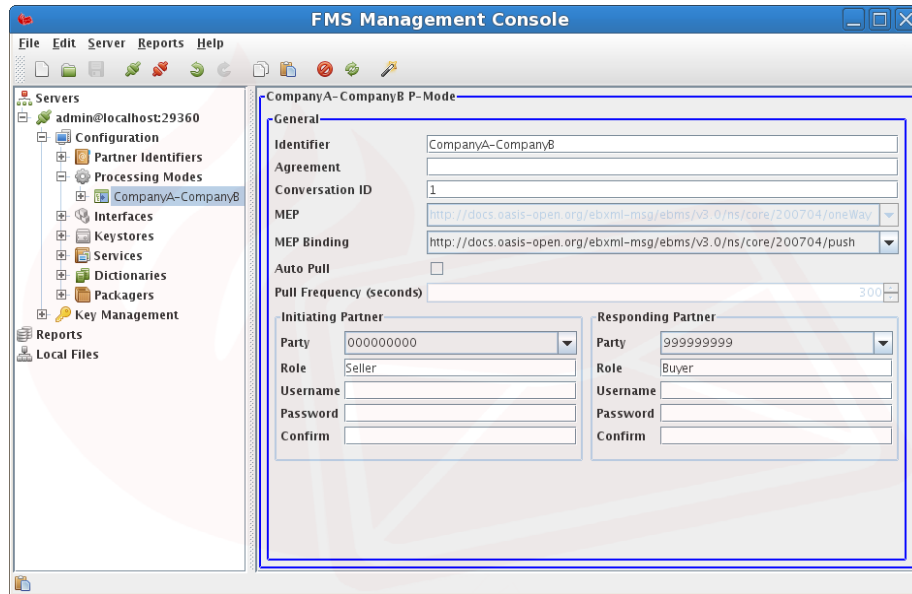 FMS Management Console
File Edit Server Reports Help
Servers
admin@localhost:29360
Configuration
Partner Identifiers
Processing Modes
CompanyA-CompanyB
Interfaces
Keystores
Services
Dictionaries
Packagers
Key Management
Reports
Local Files
CompanyA-CompanyB P-Mode
General
Identifier CompanyA-CompanyB
Agreement
Conversation ID 1
MEP http://docs.oasis-open.org/ebxml-msg/ebms/v3.0/ns/core/200704/oneWay
MEP Binding http://docs.oasis-open.org/ebxml-msg/ebms/v3.0/ns/core/200704/push
Auto Pull
Pull Frequency (seconds) 300
Initiating Partner
Party 000000000
Role Seller
Username
Password
Confirm
Responding Partner
Party 999999999
Role Buyer
Username
Password
Confirm